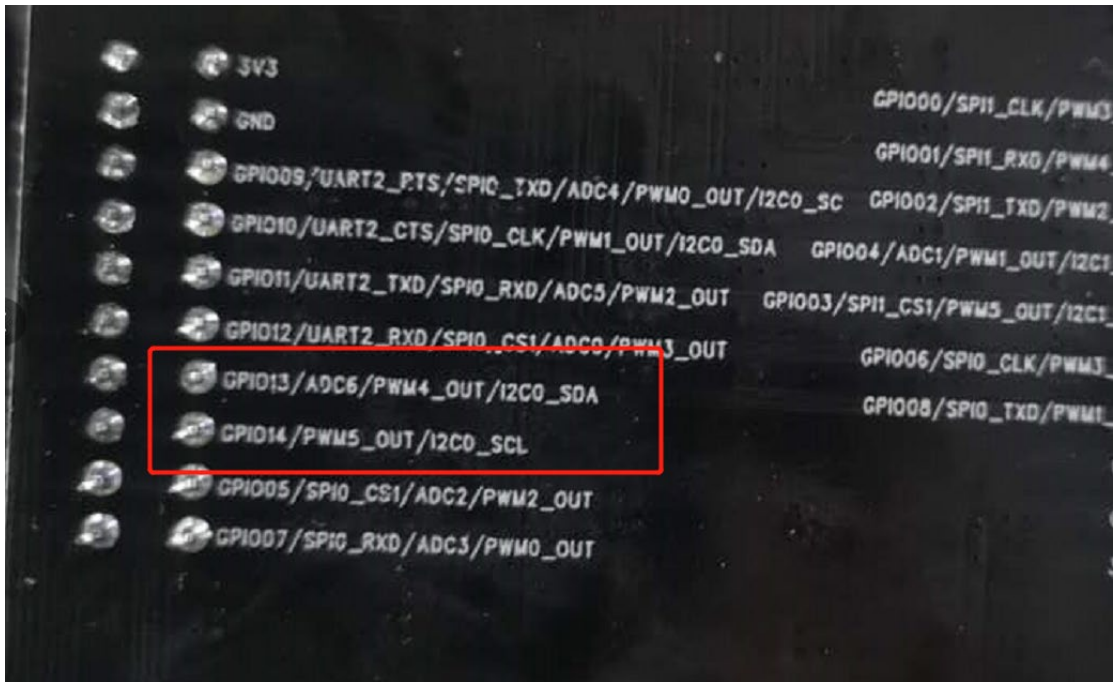 3V3
GND
GPIO09/UART2_RTS/SPI0_TXD/ADC4/PWM0_OUT/I2C0_SC
GPIO10/UART2_CTS/SPI0_CLK/PWM1_OUT/I2C0_SDA
GPIO11/UART2_TXD/SPI0_RXD/ADC5/PWM2_OUT
GPIO12/UART2_RXD/SPI0_CS1/ADC0/PWM3_OUT
GPIO13/ADC6/PWM4_OUT/I2C0_SDA
GPIO14/PWM5_OUT/I2C0_SCL
GPIO05/SPI0_CS1/ADC2/PWM2_OUT
GPIO07/SPI0_RXD/ADC3/PWM0_OUT
GPIO00/SPI1_CLK/PWM3
GPIO01/SPI1_RXD/PWM4
GPIO02/SPI1_TXD/PWM2
GPIO04/ADC1/PWM1_OUT/I2C1
GPIO03/SPI1_CS1/PWM5_OUT/I2C1_
GPIO06/SPI0_CLK/PWM3_
GPIO08/SPI0_TXD/PWM1_